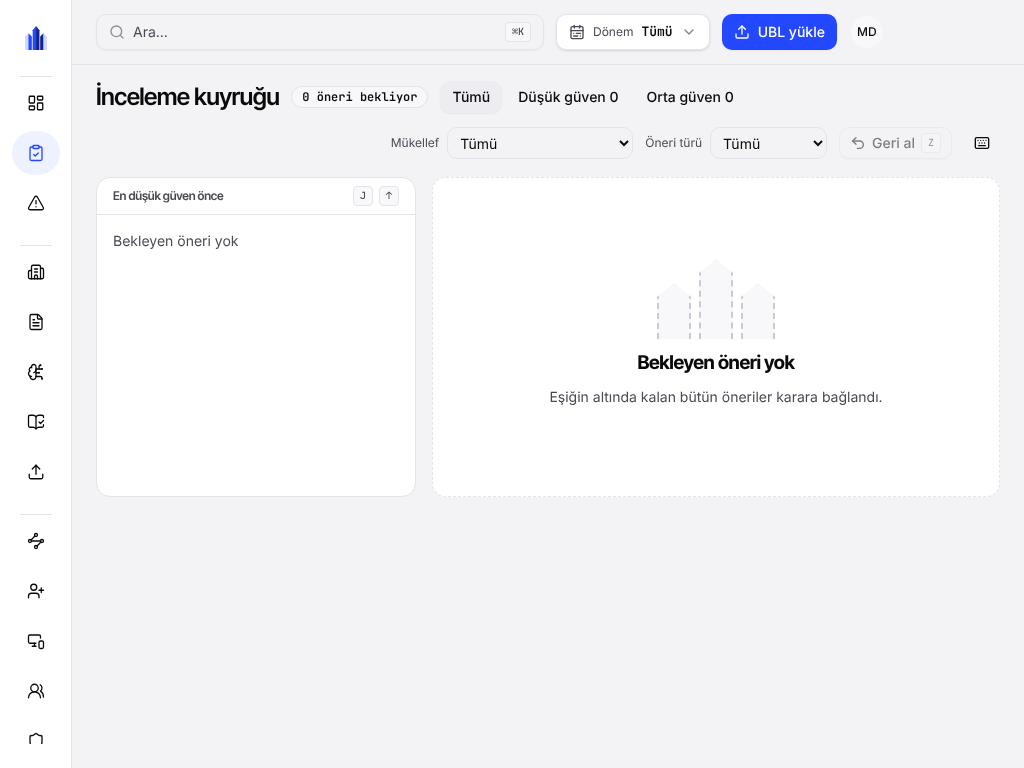 Ara... ⌘K Dönem Tümü UBL yükle MD
İnceleme kuyruğu 0 öneri bekliyor Tümü Düşük güven 0 Orta güven 0
Mükellef Tümü Öneri türü Tümü Geri al Z
En düşük güven önce J ↑
Bekleyen öneri yok
Bekleyen öneri yok
Eşiğin altında kalan bütün öneriler karara bağlandı.